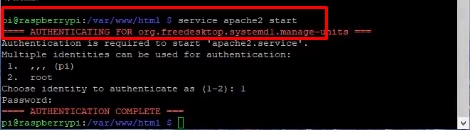 pi@raspberrypi:/var/www/html $ service apache2 start
==== AUTHENTICATING FOR org.freedesktop.systemd1.manage-units ===
Authentication is required to start 'apache2.service'.
Multiple identities can be used for authentication:
1. ,,, (pi)
2. root
Choose identity to authenticate as (1-2): 1
Password:
==== AUTHENTICATION COMPLETE ===
pi@raspberrypi:/var/www/html $